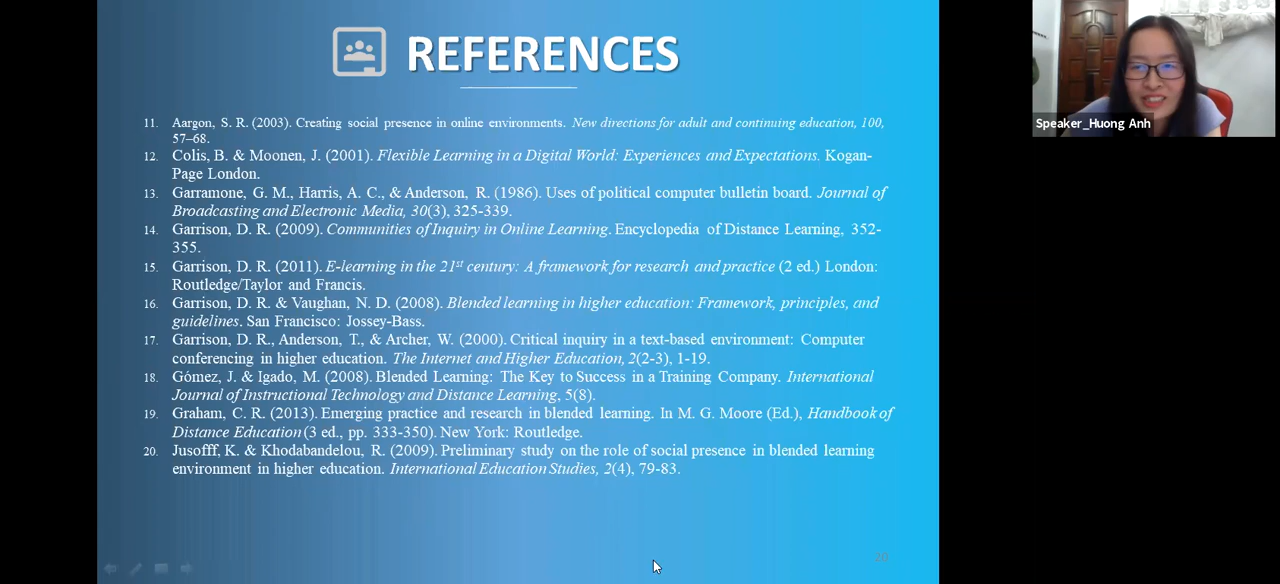 REFERENCES
Speaker_Huong Anh
11. Aargon, S. R. (2003). Creating social presence in online environments. New directions for adult and continuing education, 100,
57–68.
12. Colis, B. & Moonen, J. (2001). Flexible Learning in a Digital World: Experiences and Expectations. Kogan-
Page London.
13. Garramone, G. M., Harris, A. C., & Anderson, R. (1986). Uses of political computer bulletin board. Journal of
Broadcasting and Electronic Media, 30(3), 325-339.
14. Garrison, D. R. (2009). Communities of Inquiry in Online Learning. Encyclopedia of Distance Learning, 352-
355.
15. Garrison, D. R. (2011). E-learning in the 21st century: A framework for research and practice (2 ed.) London:
Routledge/Taylor and Francis.
16. Garrison, D. R. & Vaughan, N. D. (2008). Blended learning in higher education: Framework, principles, and
guidelines. San Francisco: Jossey-Bass.
17. Garrison, D. R., Anderson, T., & Archer, W. (2000). Critical inquiry in a text-based environment: Computer
conferencing in higher education. The Internet and Higher Education, 2(2-3), 1-19.
18. Gómez, J. & Igado, M. (2008). Blended Learning: The Key to Success in a Training Company. International
Journal of Instructional Technology and Distance Learning, 5(8).
19. Graham, C. R. (2013). Emerging practice and research in blended learning. In M. G. Moore (Ed.), Handbook of
Distance Education (3 ed., pp. 333-350). New York: Routledge.
20. Jusofff, K. & Khodabandelou, R. (2009). Preliminary study on the role of social presence in blended learning
environment in higher education. International Education Studies, 2(4), 79-83.
20